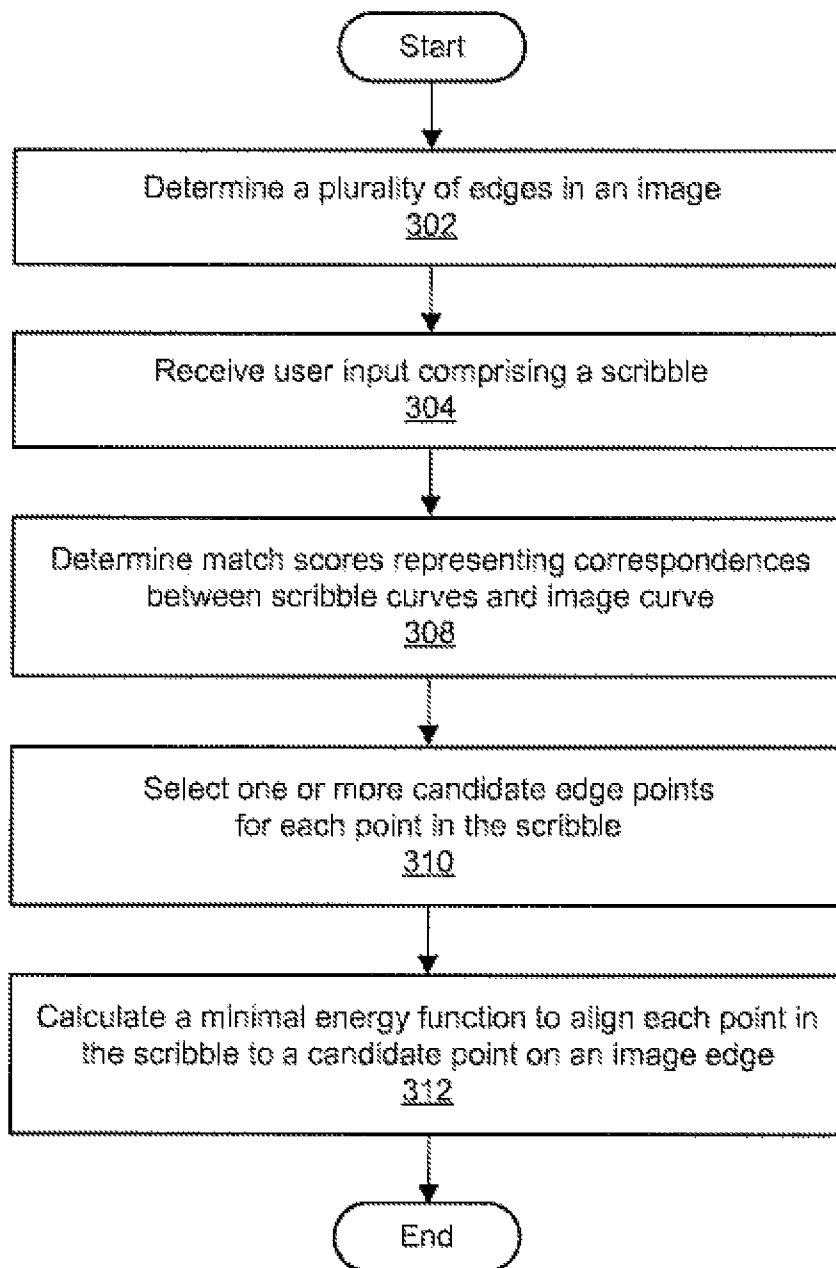 Start
Determine a plurality of edges in an image
302
Receive user input comprising a scribble
304
Determine match scores representing correspondences
between scribble curves and image curve
308
Select one or more candidate edge points
for each point in the scribble
310
Calculate a minimal energy function to align each point in
the scribble to a candidate point on an image edge
312
End